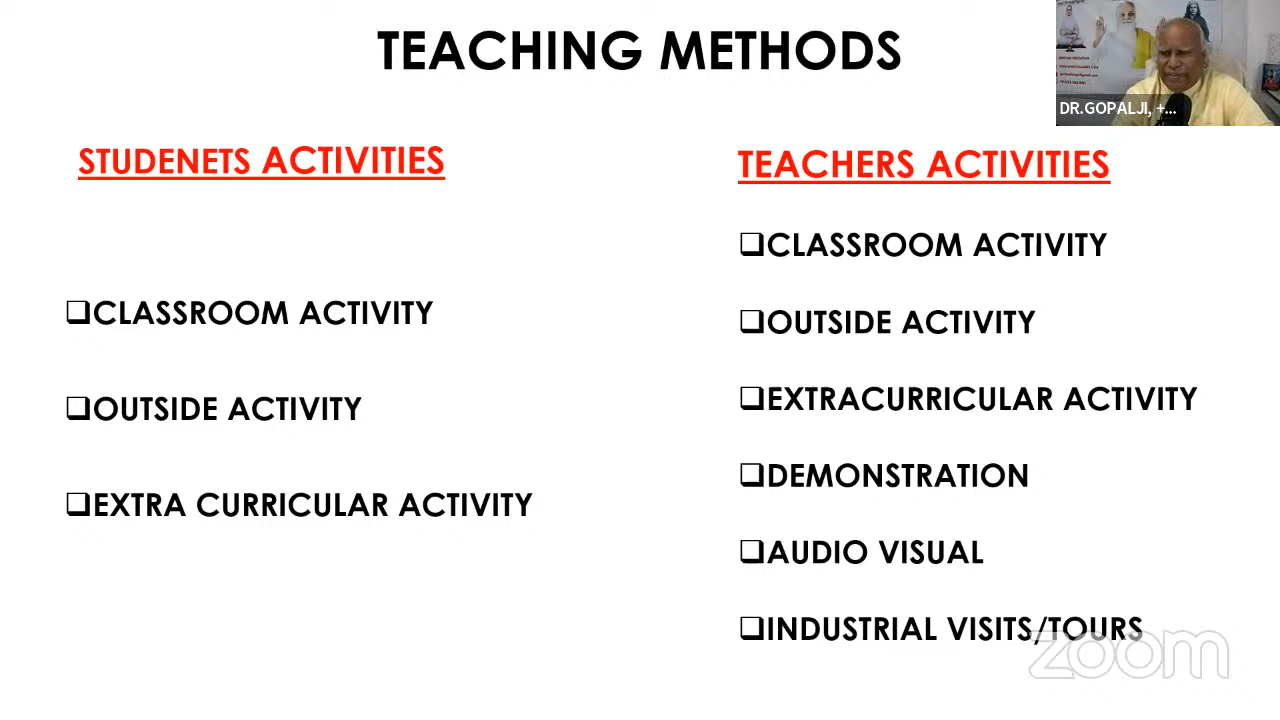 TEACHING METHODS
DR.GOPALJI, +...
STUDENETS ACTIVITIES
❑CLASSROOM ACTIVITY
❑OUTSIDE ACTIVITY
❑EXTRA CURRICULAR ACTIVITY
TEACHERS ACTIVITIES
❑CLASSROOM ACTIVITY
❑OUTSIDE ACTIVITY
❑EXTRACURRICULAR ACTIVITY
❑DEMONSTRATION
❑AUDIO VISUAL
❑INDUSTRIAL VISITS/TOURS
zoom